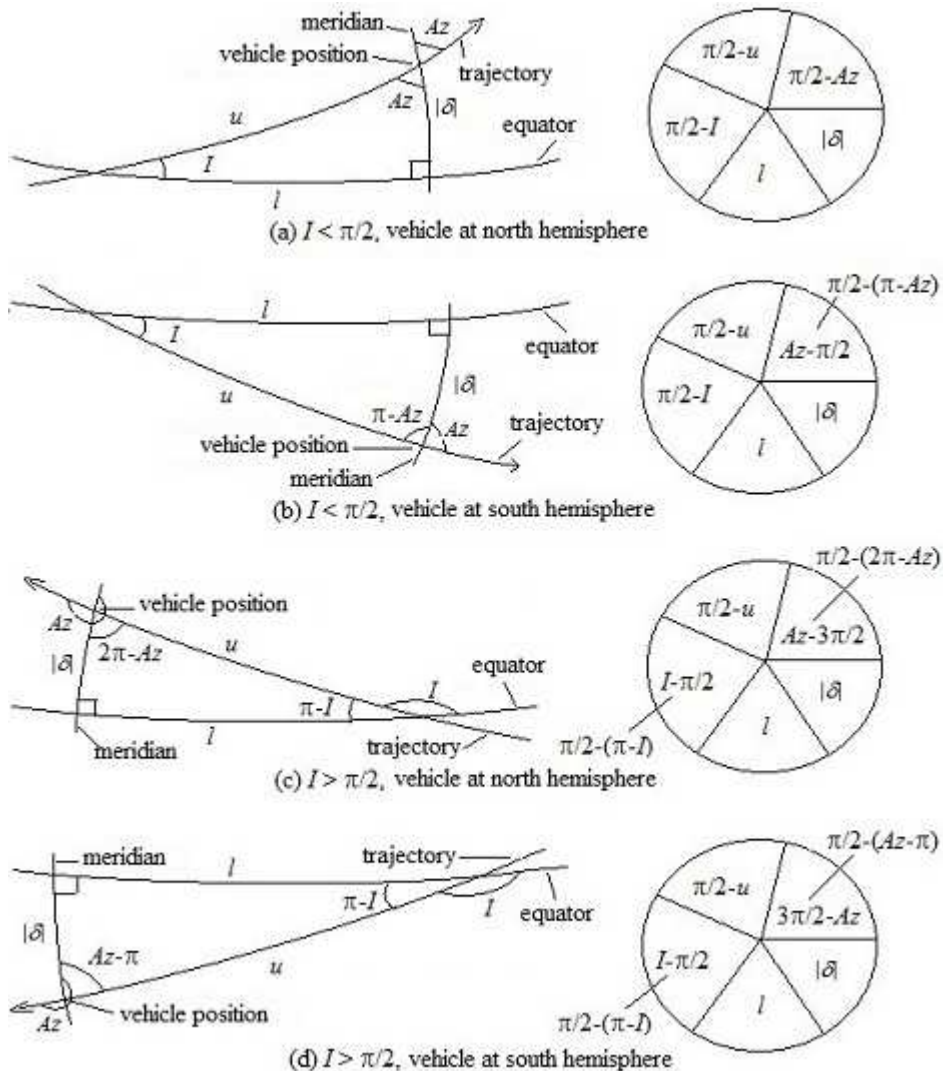 meridian
Az
vehicle position
trajectory
Az
|δ|
u
equator
I
l
π/2-u
π/2-Az
π/2-I
|δ|
l
(a) I < π/2, vehicle at north hemisphere
l
I
equator
u
|δ|
π-Az
Az
vehicle position
trajectory
meridian
π/2-(π-Az)
π/2-u
Az-π/2
π/2-I
|δ|
l
(b) I < π/2, vehicle at south hemisphere
vehicle position
Az
u
|δ|
2π-Az
equator
I
π-I
l
trajectory
meridian
π/2-(2π-Az)
π/2-u
Az-3π/2
I-π/2
|δ|
l
π/2-(π-I)
(c) I > π/2, vehicle at north hemisphere
meridian
trajectory
l
π-I
I
equator
|δ|
Az-π
u
vehicle position
Az
π/2-(Az-π)
π/2-u
3π/2-Az
I-π/2
|δ|
l
π/2-(π-I)
(d) I > π/2, vehicle at south hemisphere